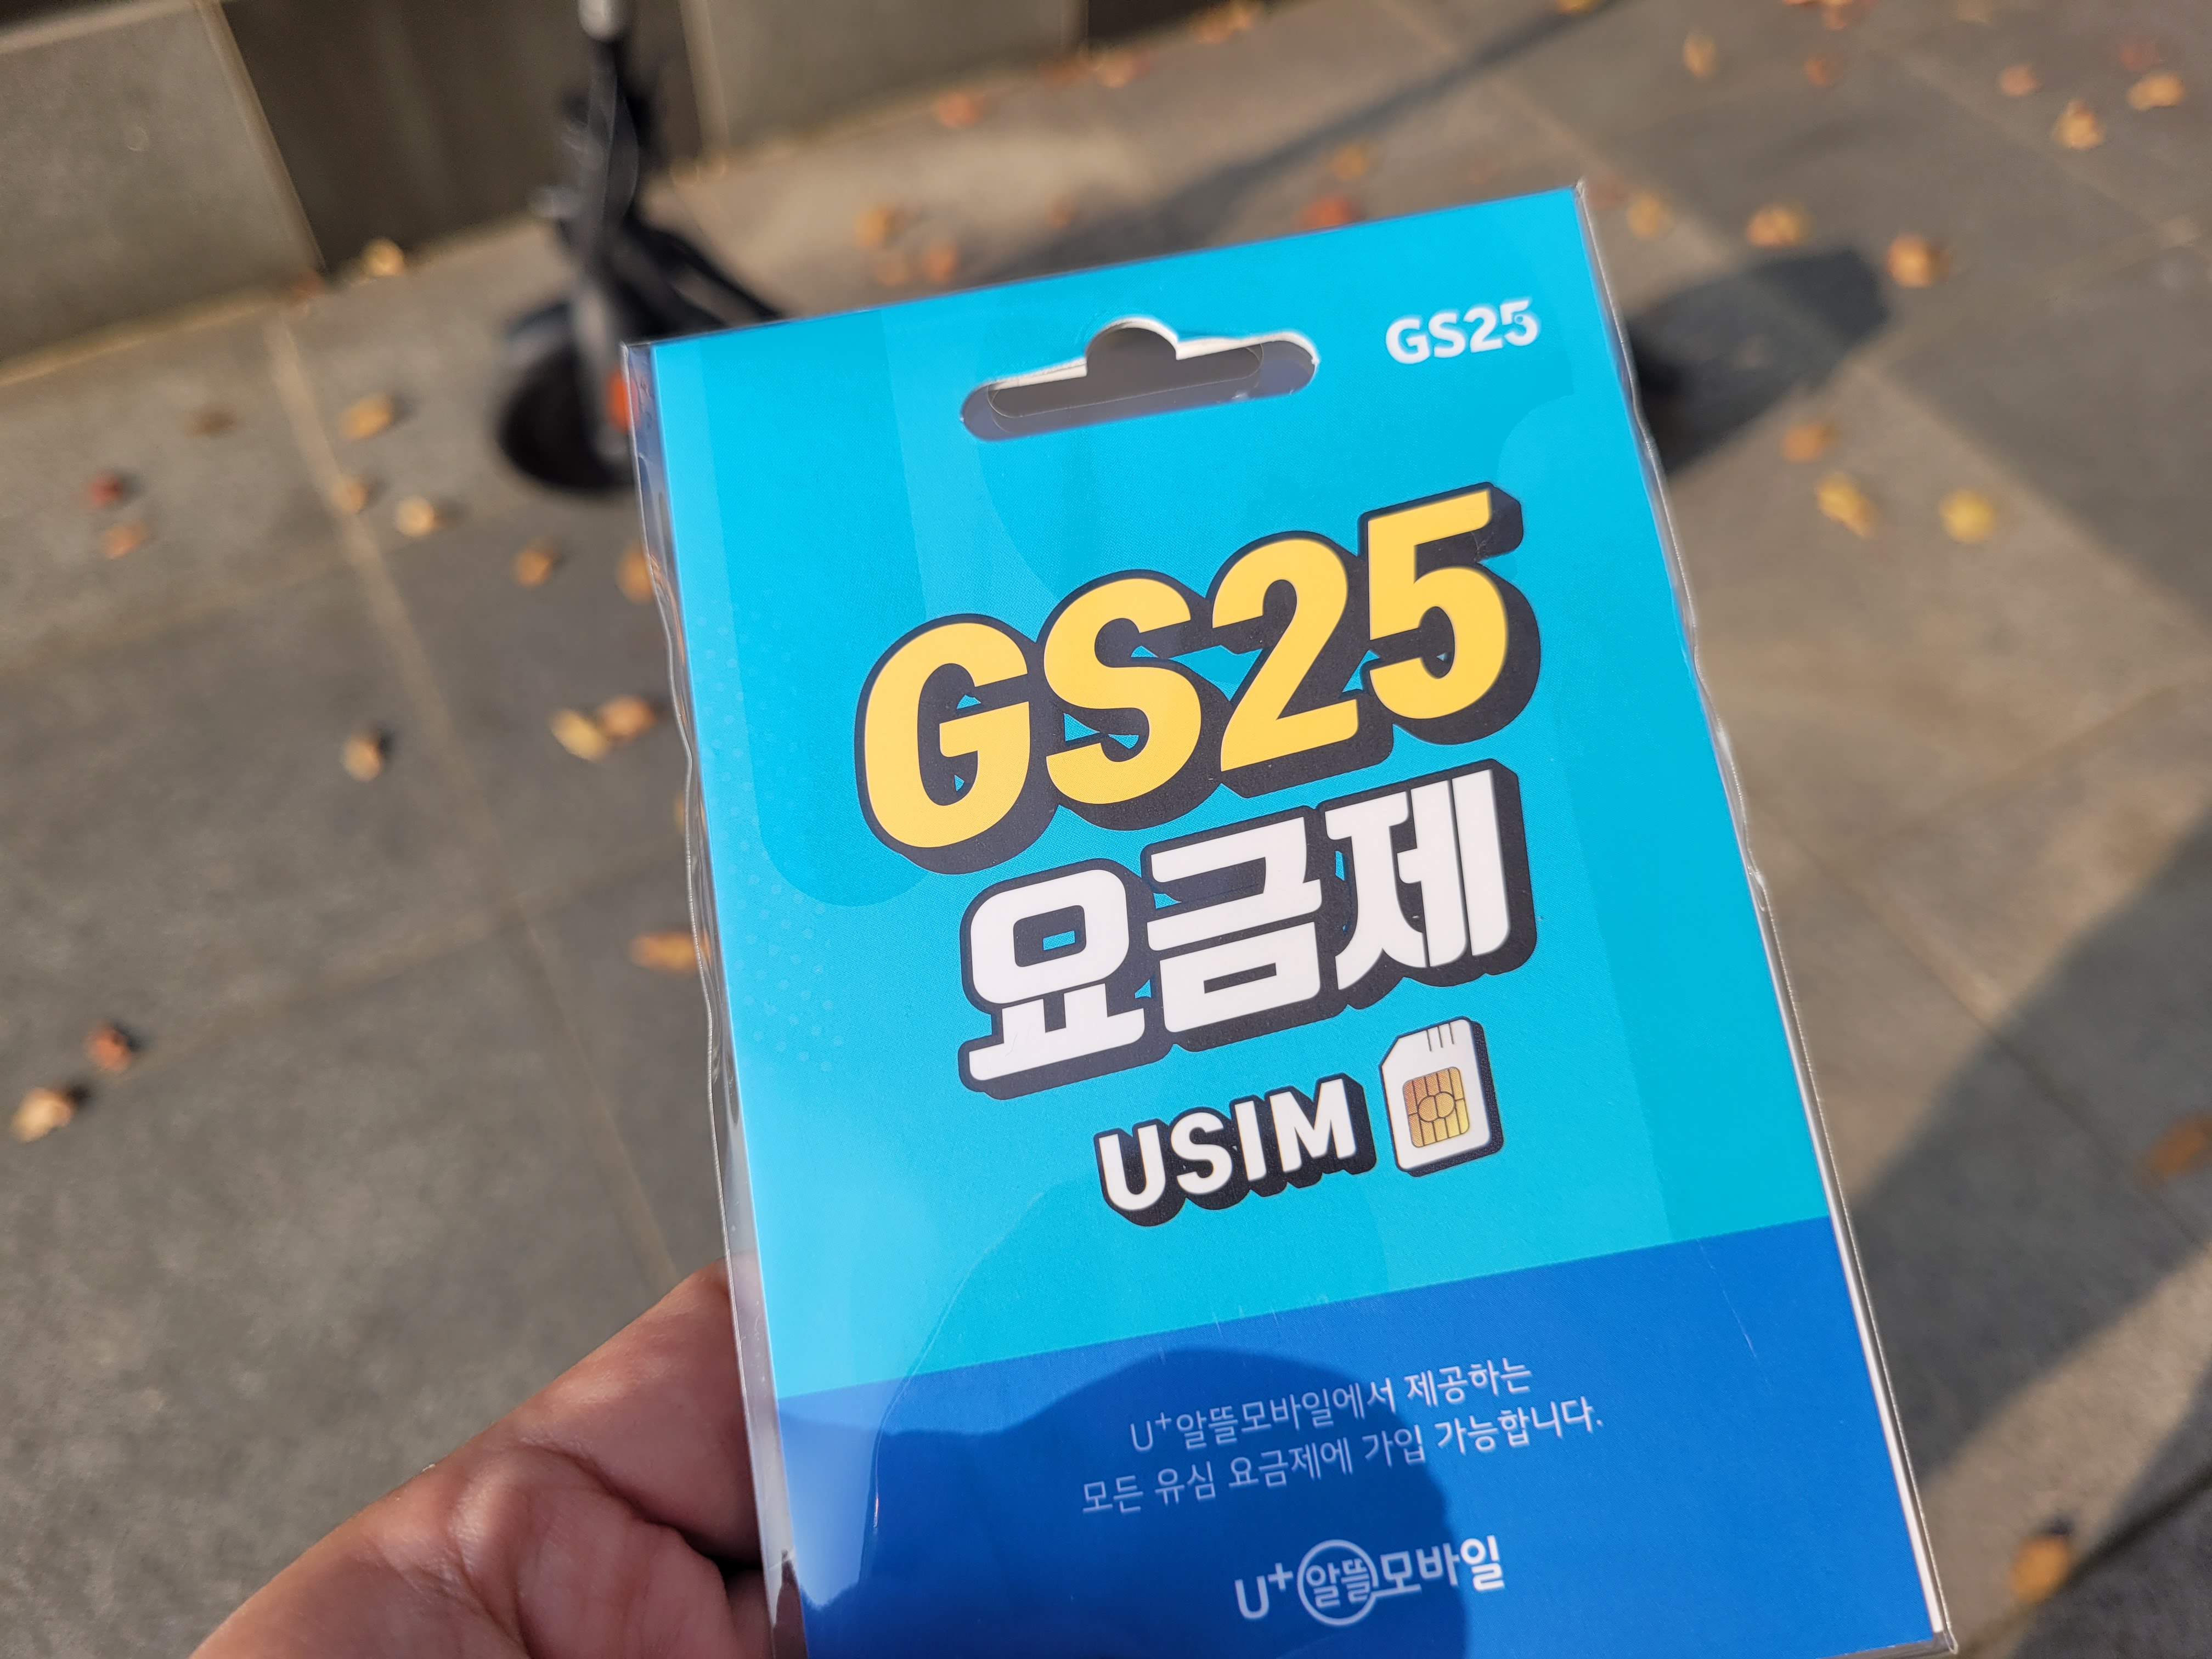 GS25
GS25
요금제
USIM
U+알뜰모바일에서 제공하는
모든 유심 요금제에 가입 가능합니다.
U+알뜰모바일